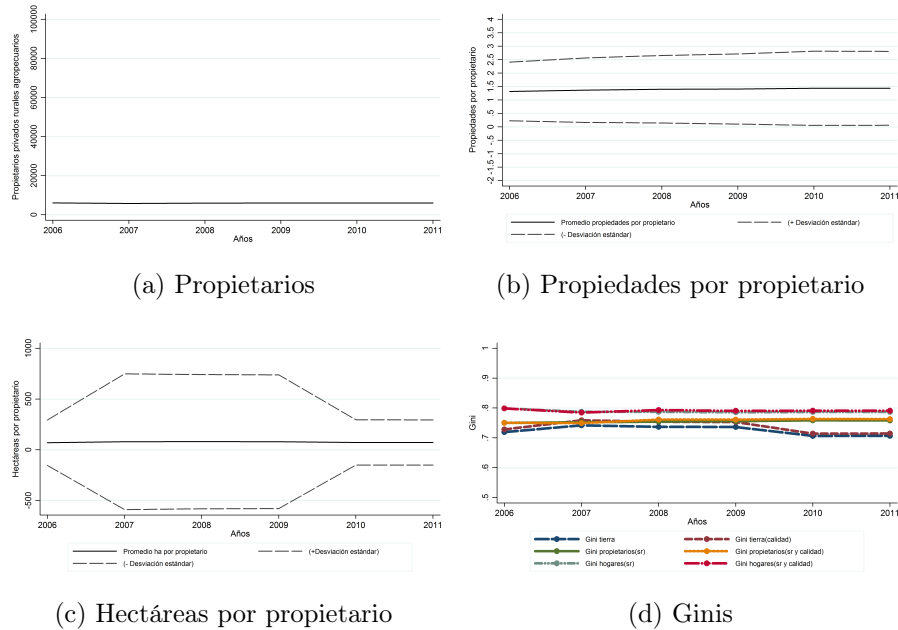 Propietarios privados rurales agropecuarios
100000
80000
60000
40000
20000
0
2006 2007 2008 2009 2010 2011
Años
(a) Propietarios
Propiedades por propietario
4
3.5
3
2.5
2
1.5
1
.5
0
-.5
-1
-1.5
-2
2006 2007 2008 2009 2010 2011
Años
Promedio propiedades por propietario (+ Desviación estándar)
(- Desviación estándar)
(b) Propiedades por propietario
Hectáreas por propietario
1000
500
0
-500
2006 2007 2008 2009 2010 2011
Años
Promedio ha por propietario (+Desviación estándar)
(- Desviación estándar)
(c) Hectáreas por propietario
Gini
1
.9
.8
.7
.6
.5
2006 2007 2008 2009 2010 2011
Años
Gini tierra Gini tierra(calidad)
Gini propietarios(sr) Gini propietarios(sr y calidad)
Gini hogares(sr) Gini hogares(sr y calidad)
(d) Ginis